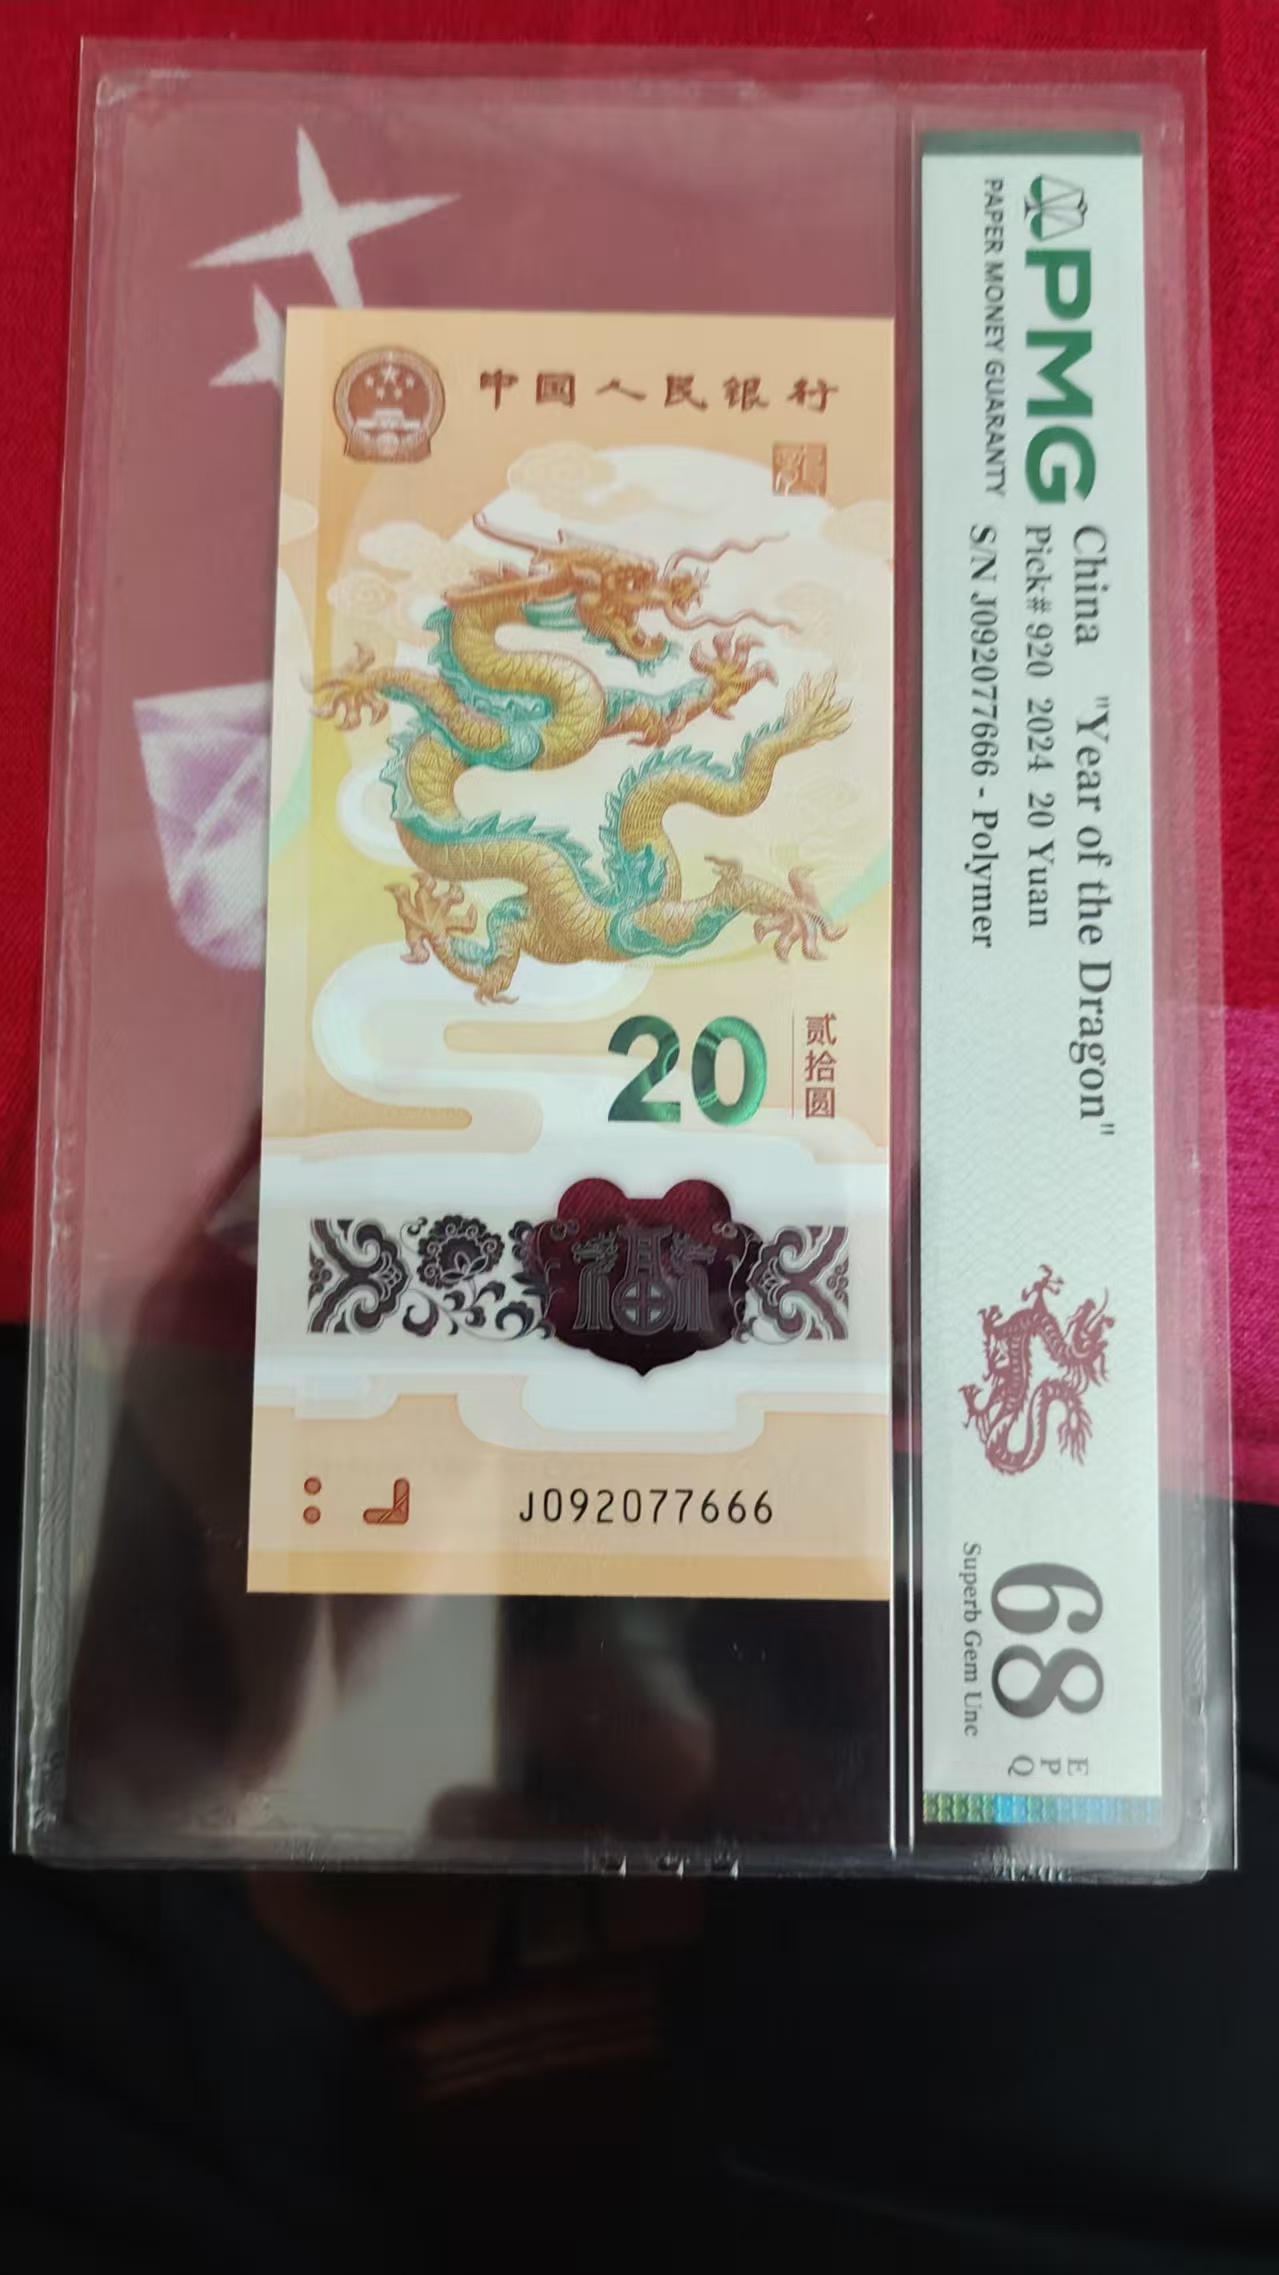 PMG
PAPER MONEY GUARANTY
China "Year of the Dragon"
Pick# 920 2024 20 Yuan
S/N J092077666 - Polymer
68
EPQ
Superb Gem Unc
中国人民银行
20
贰拾圆
J092077666